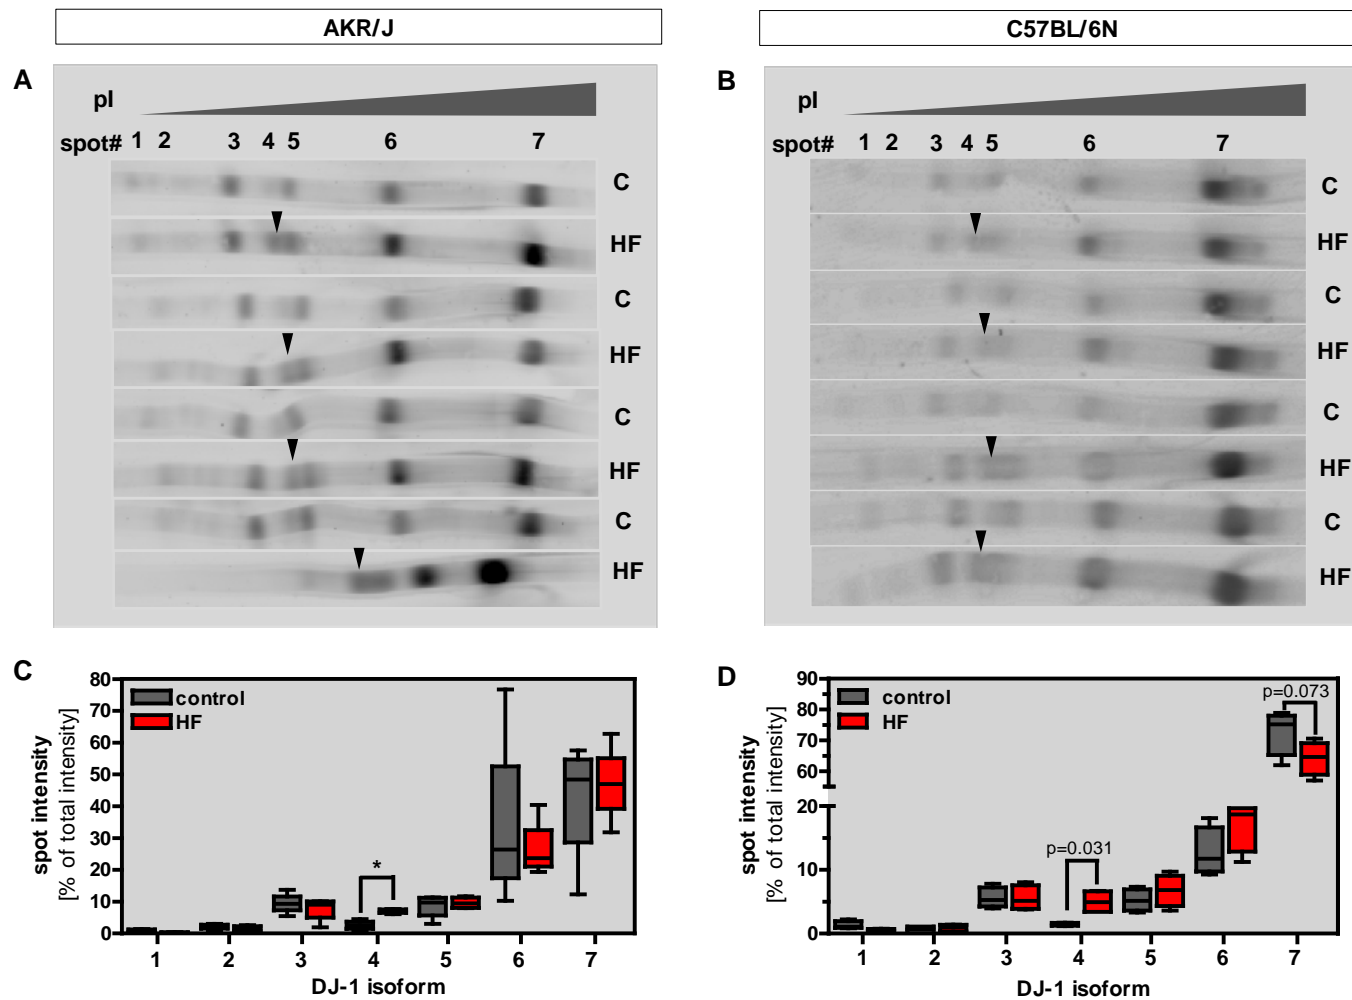 AKR/J
C57BL/6N
A
pI
spot# 1 2 3 4 5 6 7
C
HF
C
HF
C
HF
C
HF
B
pI
spot# 1 2 3 4 5 6 7
C
HF
C
HF
C
HF
C
HF
C
control
HF
spot intensity
[% of total intensity]
80
70
60
50
40
30
20
10
0
*
1 2 3 4 5 6 7
DJ-1 isoform
D
control
HF
spot intensity
[% of total intensity]
90
80
70
60
20
10
0
p=0.073
p=0.031
1 2 3 4 5 6 7
DJ-1 isoform